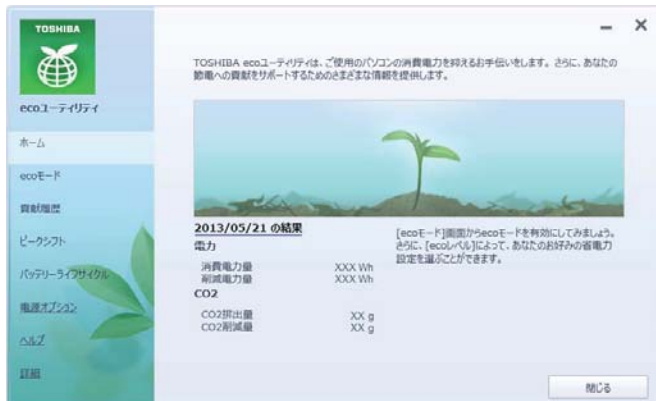 TOSHIBA
ecoユーティリティ
ホーム
ecoモード
貢献履歴
ピークシフト
バッテリーライフサイクル
電源オプション
ヘルプ
詳細
TOSHIBA ecoユーティリティは、ご使用のパソコンの消費電力を抑えるお手伝いをします。さらに、あなたの
節電への貢献をサポートするためのさまざまな情報を提供します。
2013/05/21 の結果
電力
消費電力量 XXX Wh
削減電力量 XXX Wh
CO2
CO2排出量 XX g
CO2削減量 XX g
[ecoモード]画面からecoモードを有効にしてみましょう。
さらに、[ecoレベル]によって、あなたのお好みの省電力
設定を選ぶことができます。
閉じる